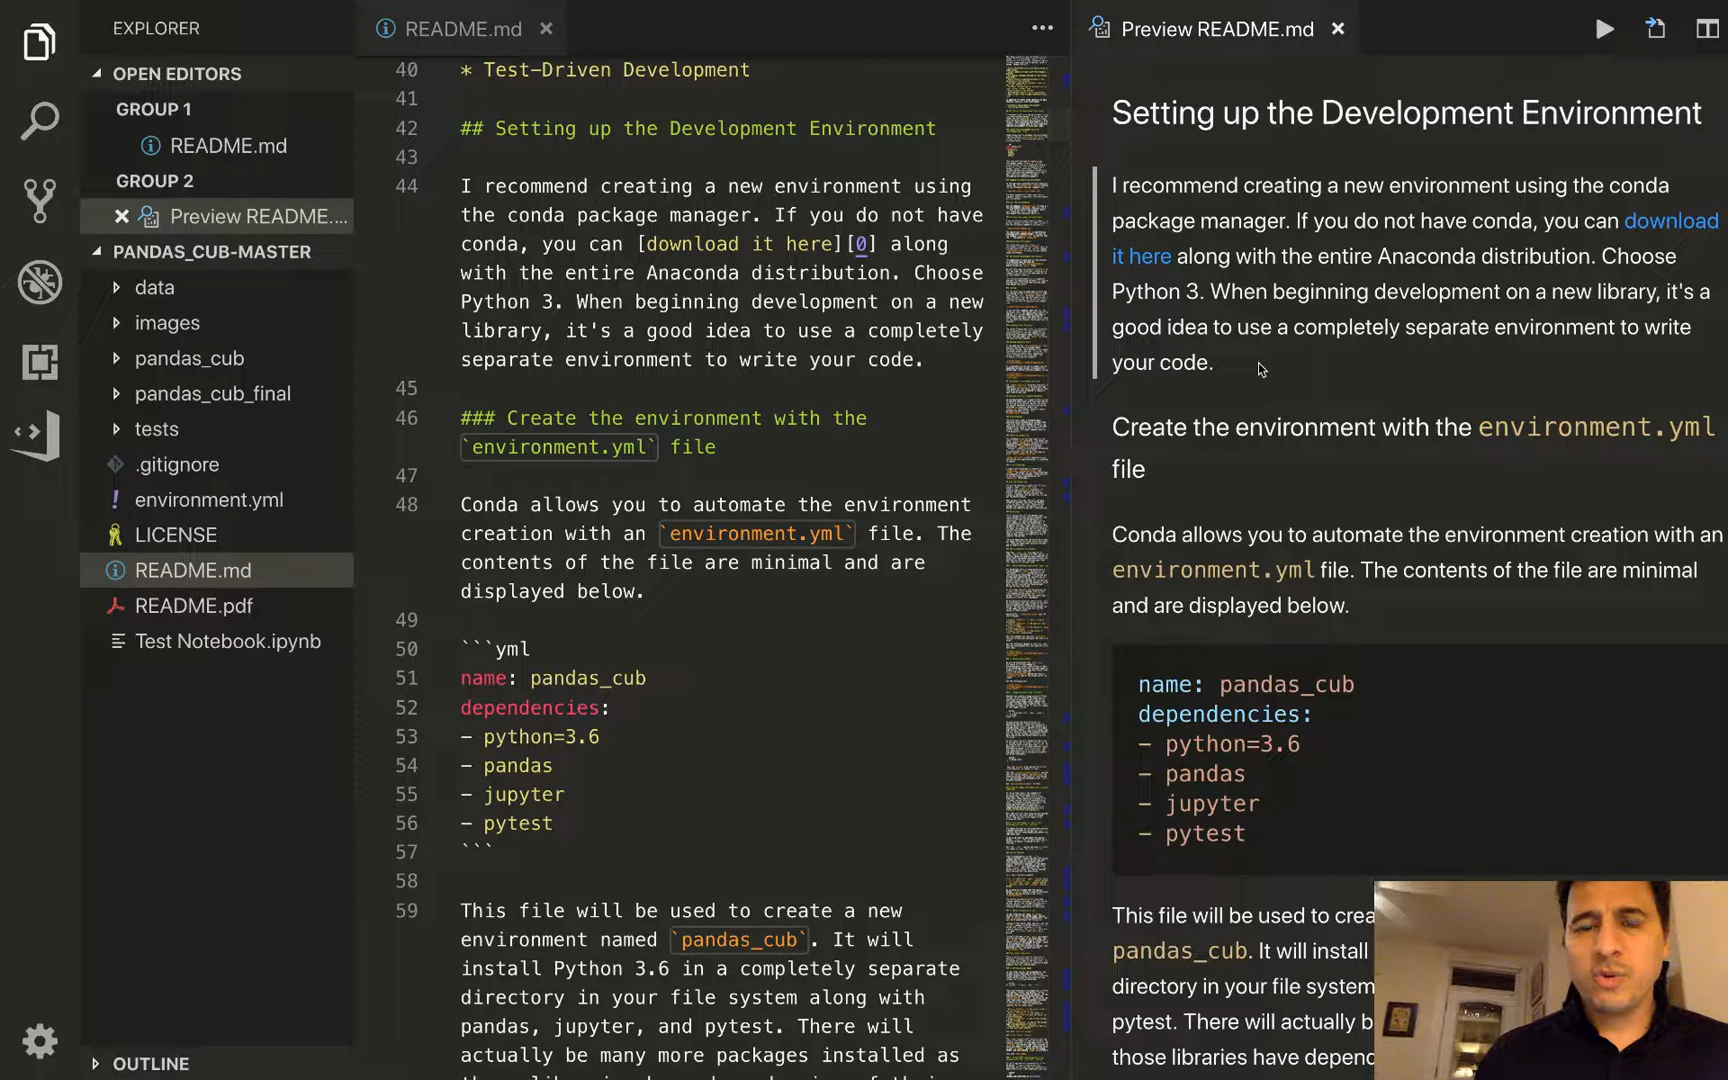 EXPLORER
OPEN EDITORS
GROUP 1
README.md
GROUP 2
Preview README....
PANDAS_CUB-MASTER
data
images
pandas_cub
pandas_cub_final
tests
.gitignore
environment.yml
LICENSE
README.md
README.pdf
Test Notebook.ipynb
OUTLINE
README.md
40 * Test-Driven Development
41
42 ## Setting up the Development Environment
43
44 I recommend creating a new environment using
the conda package manager. If you do not have
conda, you can [download it here][0] along
with the entire Anaconda distribution. Choose
Python 3. When beginning development on a new
library, it's a good idea to use a completely
separate environment to write your code.
45
46 ### Create the environment with the
`environment.yml` file
47
48 Conda allows you to automate the environment
creation with an `environment.yml` file. The
contents of the file are minimal and are
displayed below.
49
50 ```yml
51 name: pandas_cub
52 dependencies:
53 - python=3.6
54 - pandas
55 - jupyter
56 - pytest
57 ```
58
59 This file will be used to create a new
environment named `pandas_cub`. It will
install Python 3.6 in a completely separate
directory in your file system along with
pandas, jupyter, and pytest. There will
actually be many more packages installed as
Preview README.md
Setting up the Development Environment
I recommend creating a new environment using the conda
package manager. If you do not have conda, you can download
it here along with the entire Anaconda distribution. Choose
Python 3. When beginning development on a new library, it's a
good idea to use a completely separate environment to write
your code.
Create the environment with the environment.yml
file
Conda allows you to automate the environment creation with an
environment.yml file. The contents of the file are minimal
and are displayed below.
name: pandas_cub
dependencies:
- python=3.6
- pandas
- jupyter
- pytest
This file will be used to crea
pandas_cub. It will install
directory in your file system
pytest. There will actually b
those libraries have depend